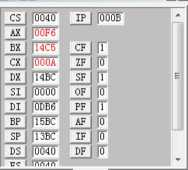 CS 0040 IP 000B
AX 00F6
BX 14C5 CF 1
CX 000A ZF 0
DX 14BC SF 1
SI 0000 OF 0
DI 0DB6 PF 1
BP 15BC AF 0
SP 13BC IF 0
DS 0040 DF 0
ES 0040